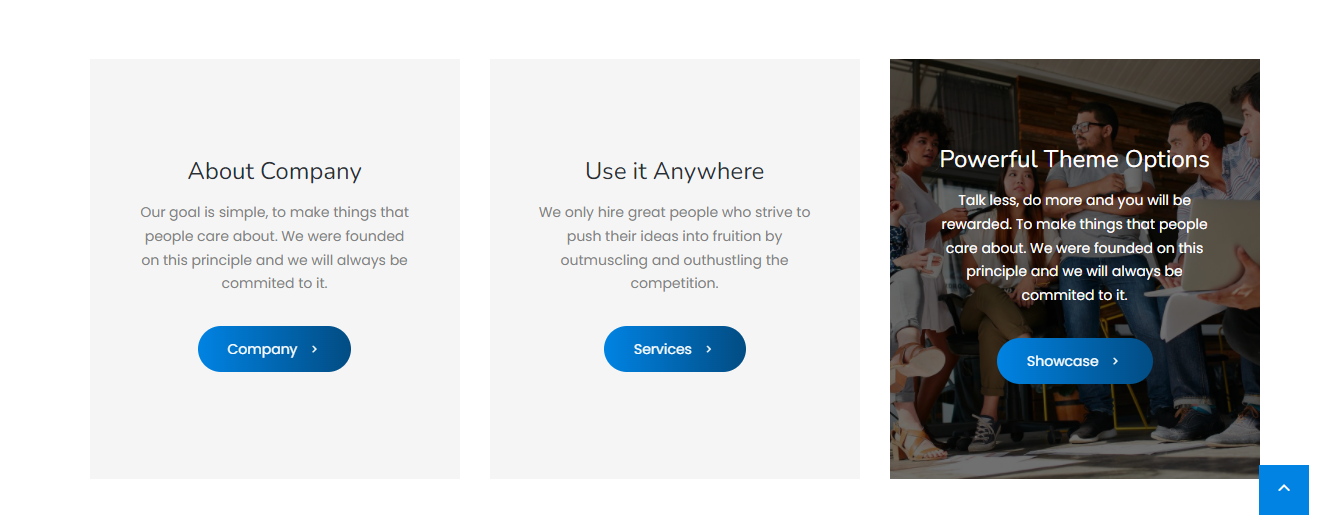 About Company
Our goal is simple, to make things that
people care about. We were founded
on this principle and we will always be
commited to it.
Company
Use it Anywhere
We only hire great people who strive to
push their ideas into fruition by
outmuscling and outhustling the
competition.
Services
Powerful Theme Options
Talk less, do more and you will be
rewarded. To make things that people
care about. We were founded on this
principle and we will always be
commited to it.
Showcase